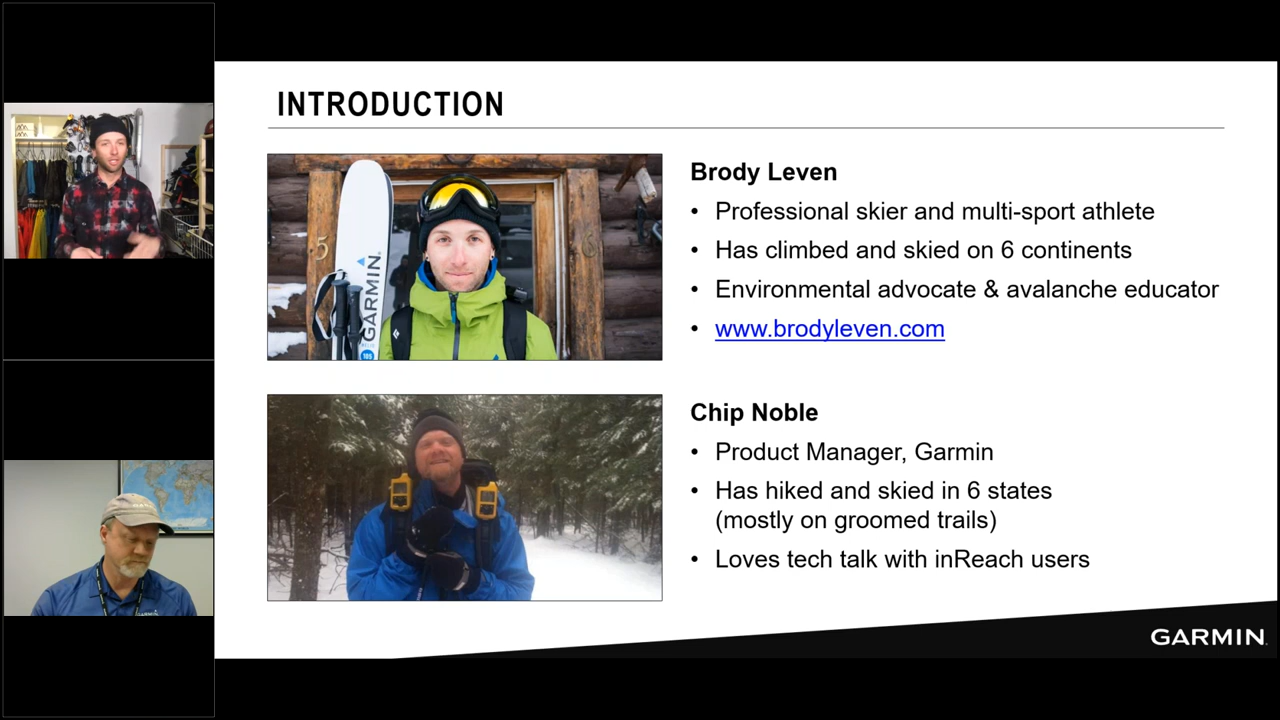 INTRODUCTION
5
GARMIN
Brody Leven
• Professional skier and multi-sport athlete
• Has climbed and skied on 6 continents
• Environmental advocate & avalanche educator
• www.brodyleven.com
Chip Noble
• Product Manager, Garmin
• Has hiked and skied in 6 states
(mostly on groomed trails)
• Loves tech talk with inReach users
GARMIN